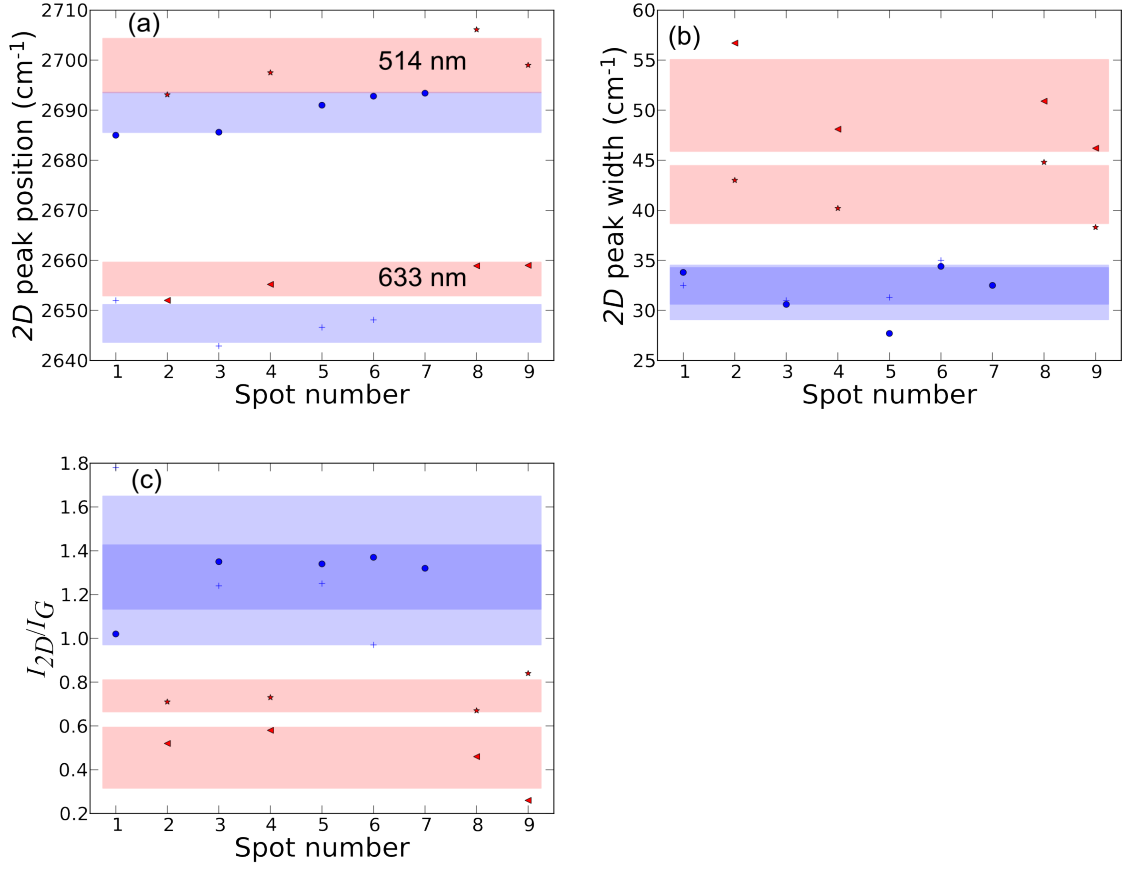 (a)
2D peak position (cm⁻¹)
2710
2700
2690
2680
2670
2660
2650
2640
514 nm
633 nm
1 2 3 4 5 6 7 8 9
Spot number
(b)
2D peak width (cm⁻¹)
60
55
50
45
40
35
30
25
1 2 3 4 5 6 7 8 9
Spot number
(c)
I2D/IG
1.8
1.6
1.4
1.2
1.0
0.8
0.6
0.4
0.2
1 2 3 4 5 6 7 8 9
Spot number